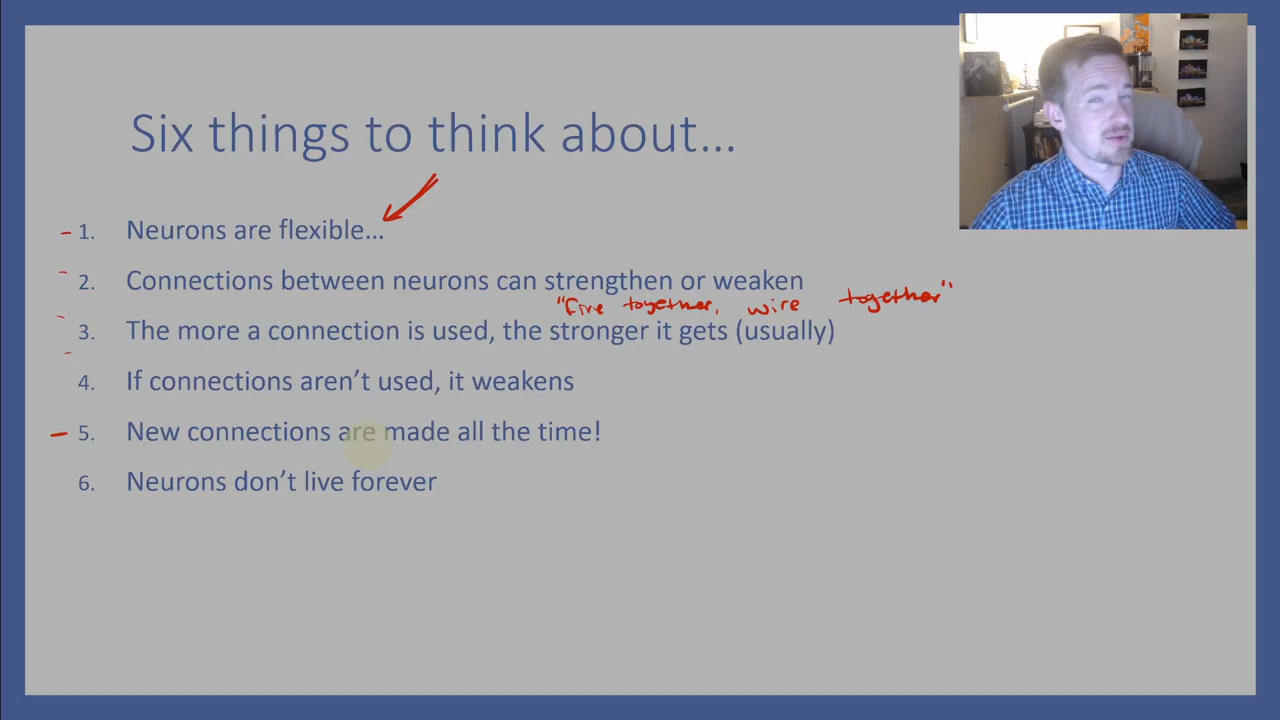 Six things to think about...
1. Neurons are flexible...
2. Connections between neurons can strengthen or weaken
"fire together, wire together"
3. The more a connection is used, the stronger it gets (usually)
4. If connections aren't used, it weakens
5. New connections are made all the time!
6. Neurons don't live forever
TAPE